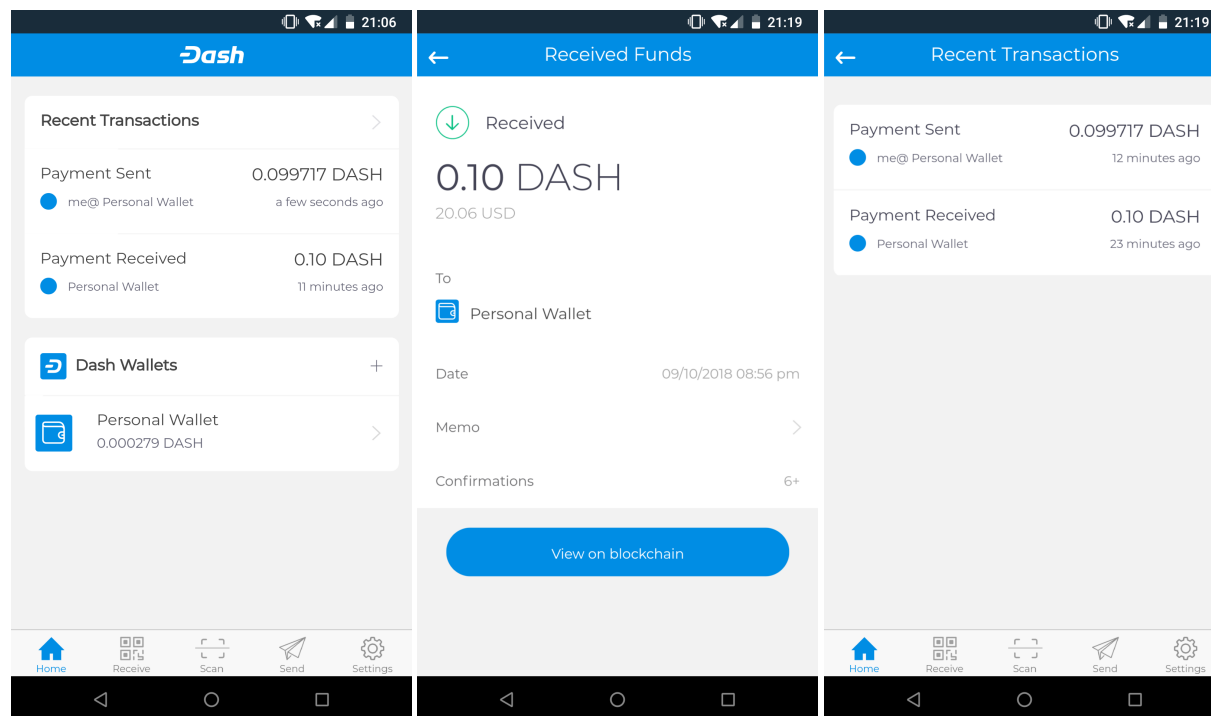 21:06
Dash
Recent Transactions
Payment Sent 0.099717 DASH
me@ Personal Wallet a few seconds ago
Payment Received 0.10 DASH
Personal Wallet 11 minutes ago
Dash Wallets +
Personal Wallet
0.000279 DASH
Home Receive Scan Send Settings
21:19
Received Funds
Received
0.10 DASH
20.06 USD
To
Personal Wallet
Date 09/10/2018 08:56 pm
Memo
Confirmations 6+
View on blockchain
21:19
Recent Transactions
Payment Sent 0.099717 DASH
me@ Personal Wallet 12 minutes ago
Payment Received 0.10 DASH
Personal Wallet 23 minutes ago
Home Receive Scan Send Settings